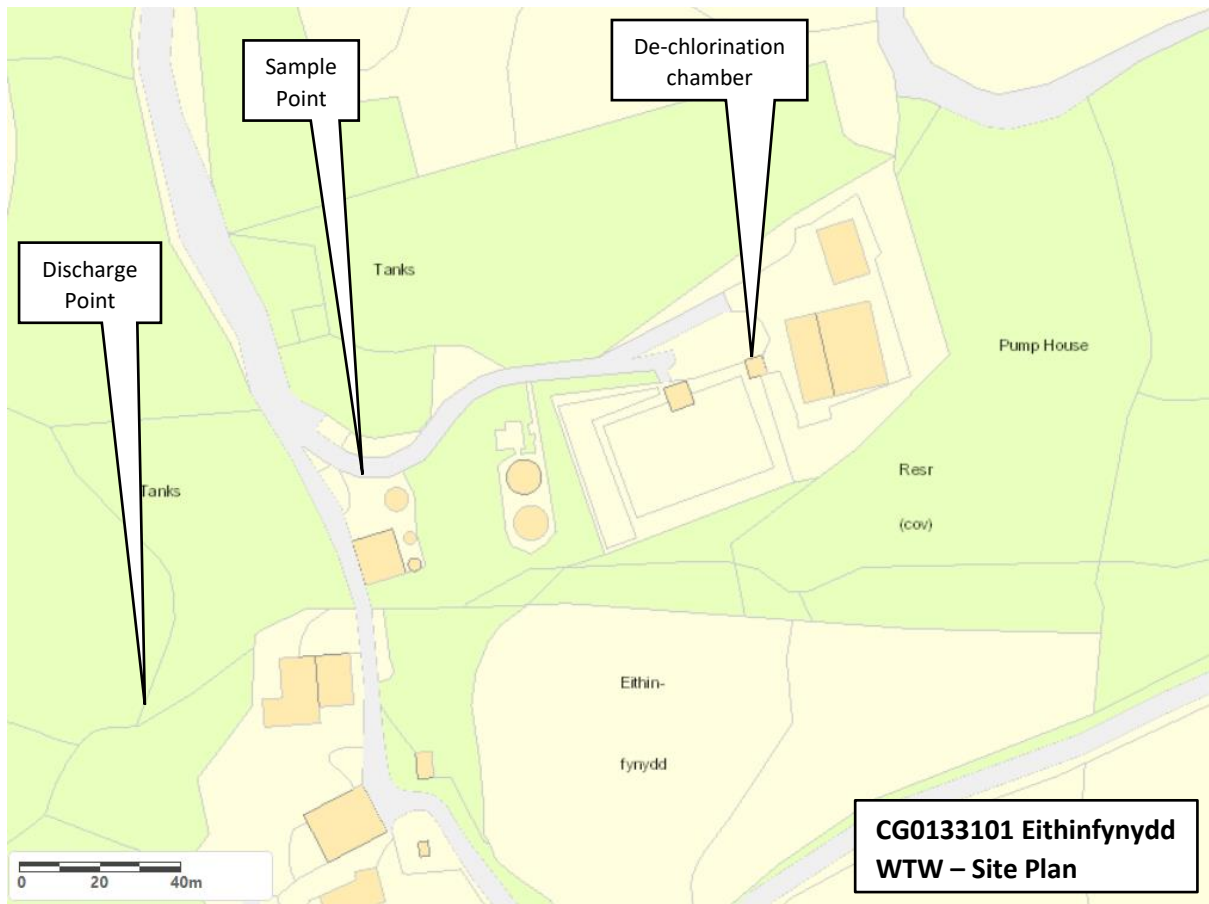 De-chlorination
chamber
Sample
Point
Discharge
Point
Tanks
Pump House
Resr
(cov)
Tanks
Eithin-
fynydd
CG0133101 Eithinfynydd
WTW – Site Plan
0 20 40m